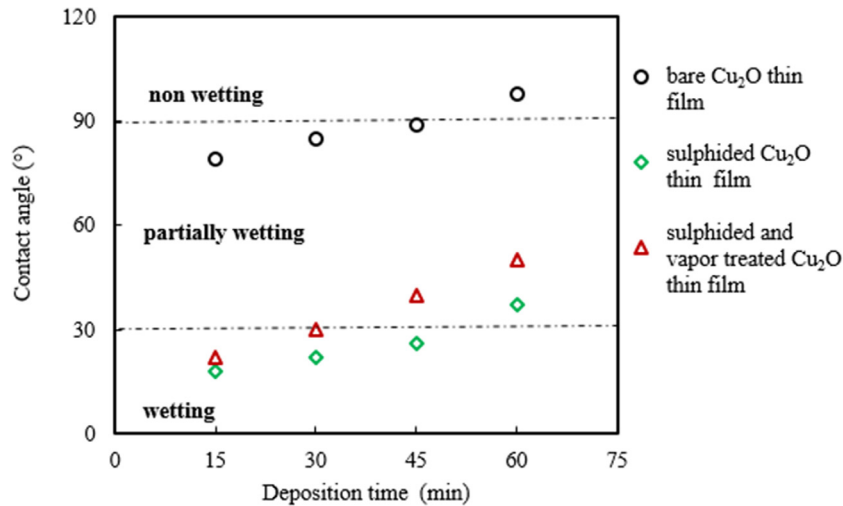 120
90
60
30
0
non wetting
partially wetting
wetting
Contact angle (°)
0 15 30 45 60 75
Deposition time (min)
bare Cu₂O thin
film
sulphided Cu₂O
thin film
sulphided and
vapor treated Cu₂O
thin film